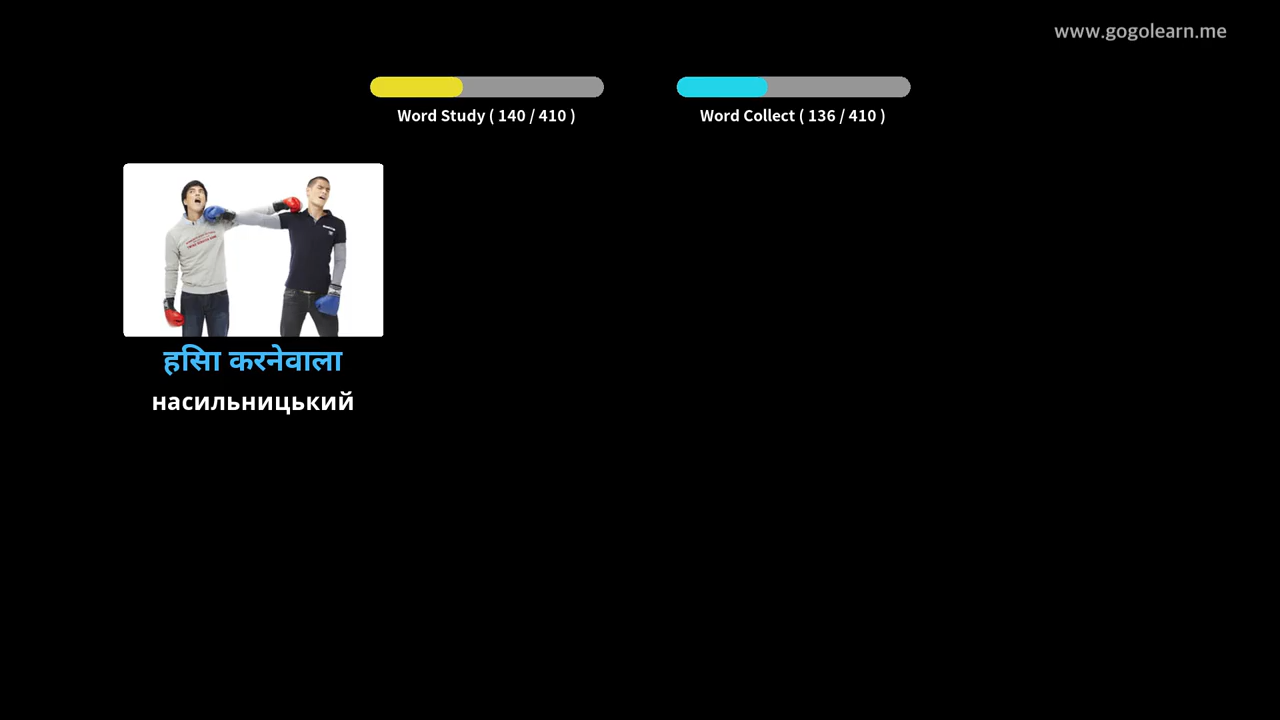 www.gogolearn.me
Word Study ( 140 / 410 )
Word Collect ( 136 / 410 )
हिंसा करनेवाला
насильницький